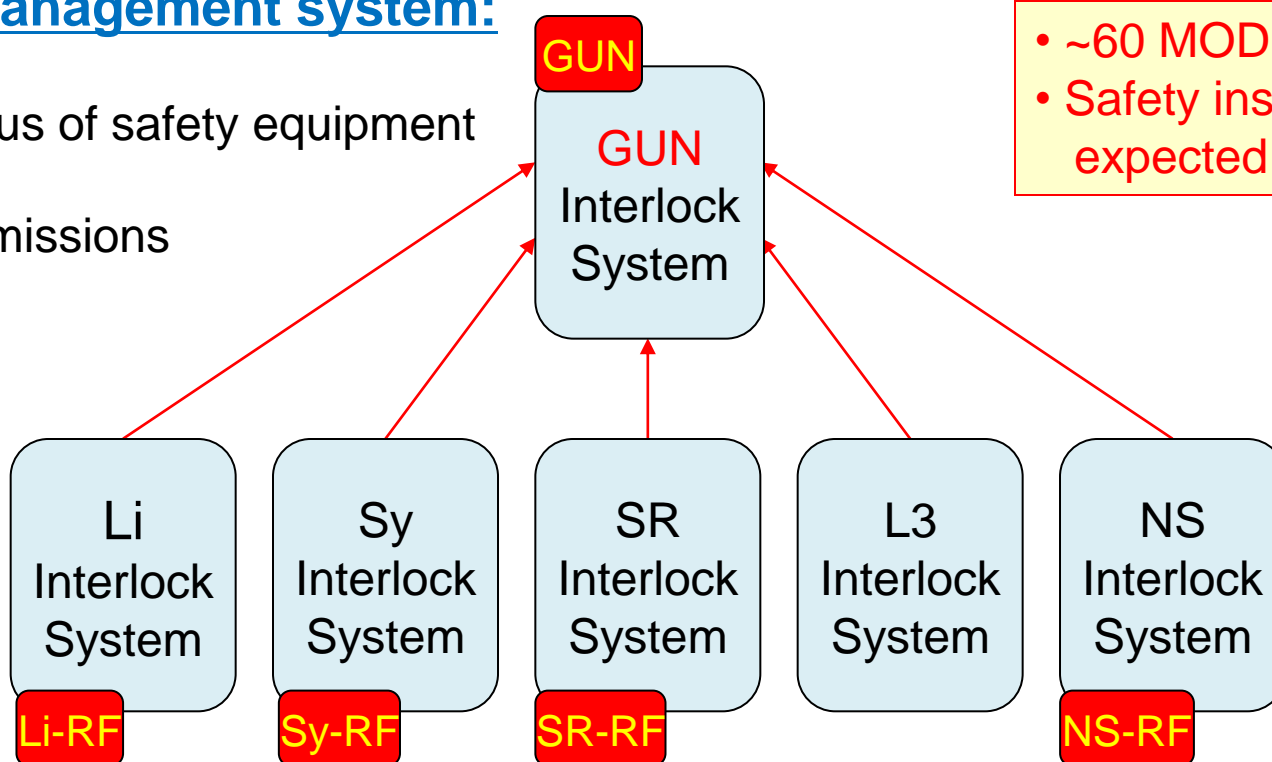 anagement system:
us of safety equipment
missions
GUN
GUN
Interlock
System
• ~60 MOD
• Safety ins
expected
Li
Interlock
System
Li-RF
Sy
Interlock
System
Sy-RF
SR
Interlock
System
SR-RF
L3
Interlock
System
NS
Interlock
System
NS-RF